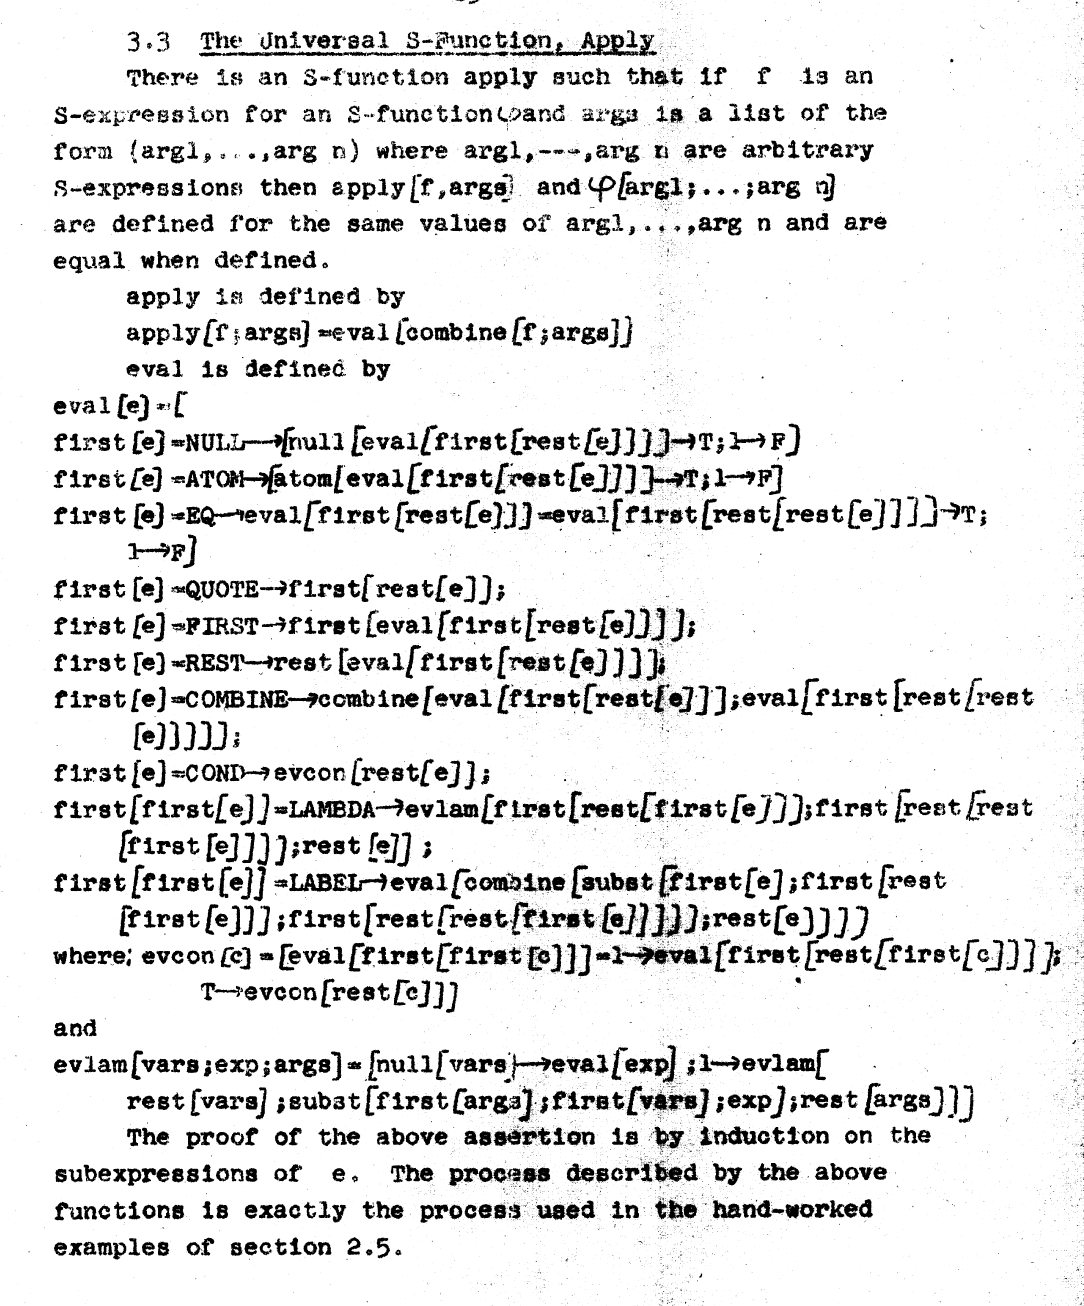 3.3 The Universal S-Function, Apply
There is an S-function apply such that if f is an
S-expression for an S-function φ and args is a list of the
form (arg1,...,arg n) where arg1,---,arg n are arbitrary
S-expressions then apply[f,args] and φ[arg1;...;arg n]
are defined for the same values of arg1,...,arg n and are
equal when defined.
apply is defined by
apply[f;args]=eval[combine[f;args]]
eval is defined by
eval[e]=[
first[e]=NULL→[null[eval[first[rest[e]]]]→T;1→F]
first[e]=ATOM→[atom[eval[first[rest[e]]]]→T;1→F]
first[e]=EQ→eval[first[rest[e]]]=eval[first[rest[rest[e]]]]→T;
1→F]
first[e]=QUOTE→first[rest[e]];
first[e]=FIRST→first[eval[first[rest[e]]]];
first[e]=REST→rest[eval[first[rest[e]]]];
first[e]=COMBINE→combine[eval[first[rest[e]]];eval[first[rest[rest
[e]]]]];
first[e]=COND→evcon[rest[e]];
first[first[e]]=LAMBDA→evlam[first[rest[first[e]]];first[rest[rest
[first[e]]]];rest[e]];
first[first[e]]=LABEL→eval[combine[subst[first[e];first[rest
[first[e]]];first[rest[rest[first[e]]]]];rest[e]]]]
where: evcon[c]=[eval[first[first[c]]]=1→eval[first[rest[first[c]]]];
T→evcon[rest[c]]]
and
evlam[vars;exp;args]=[null[vars]→eval[exp];1→evlam[
rest[vars];subst[first[args];first[vars];exp];rest[args]]]
The proof of the above assertion is by induction on the
subexpressions of e. The process described by the above
functions is exactly the process used in the hand-worked
examples of section 2.5.